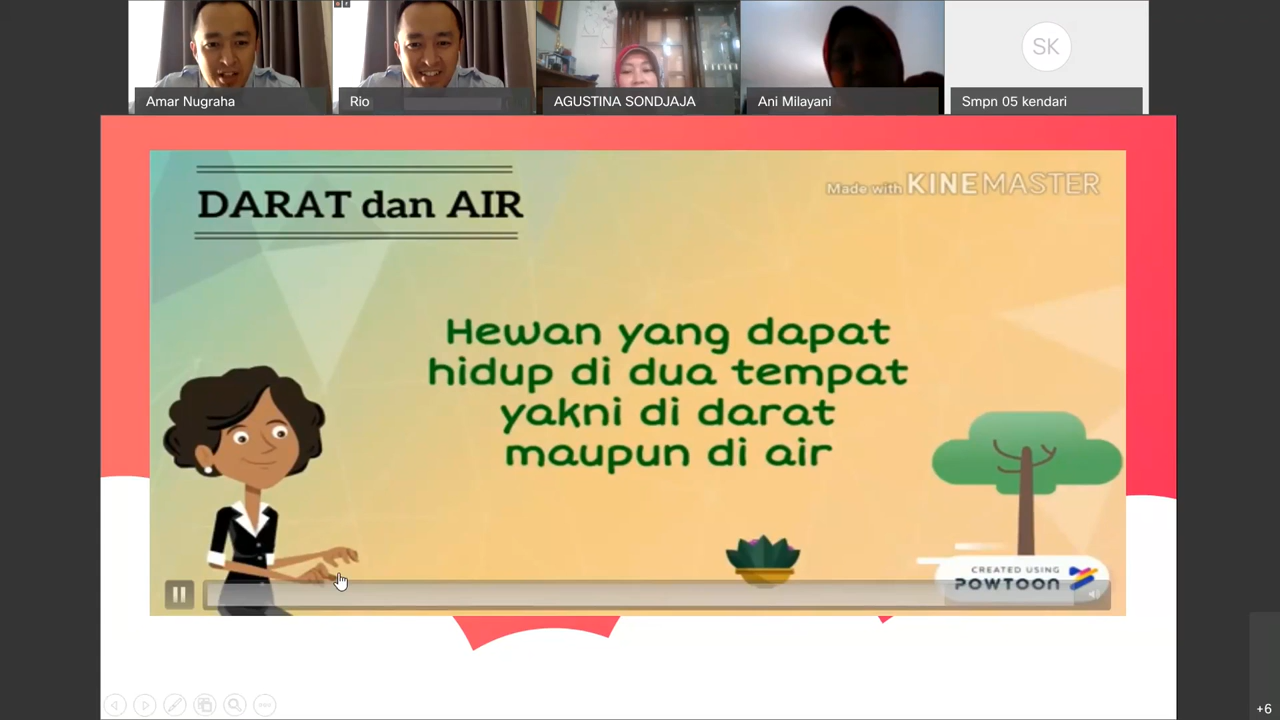 Amar Nugraha
Rio
AGUSTINA SONDJAJA
Ani Milayani
SK
Smpn 05 kendari
DARAT dan AIR
Made with KINEMASTER
Hewan yang dapat
hidup di dua tempat
yakni di darat
maupun di air
CREATED USING
POWTOON
+6